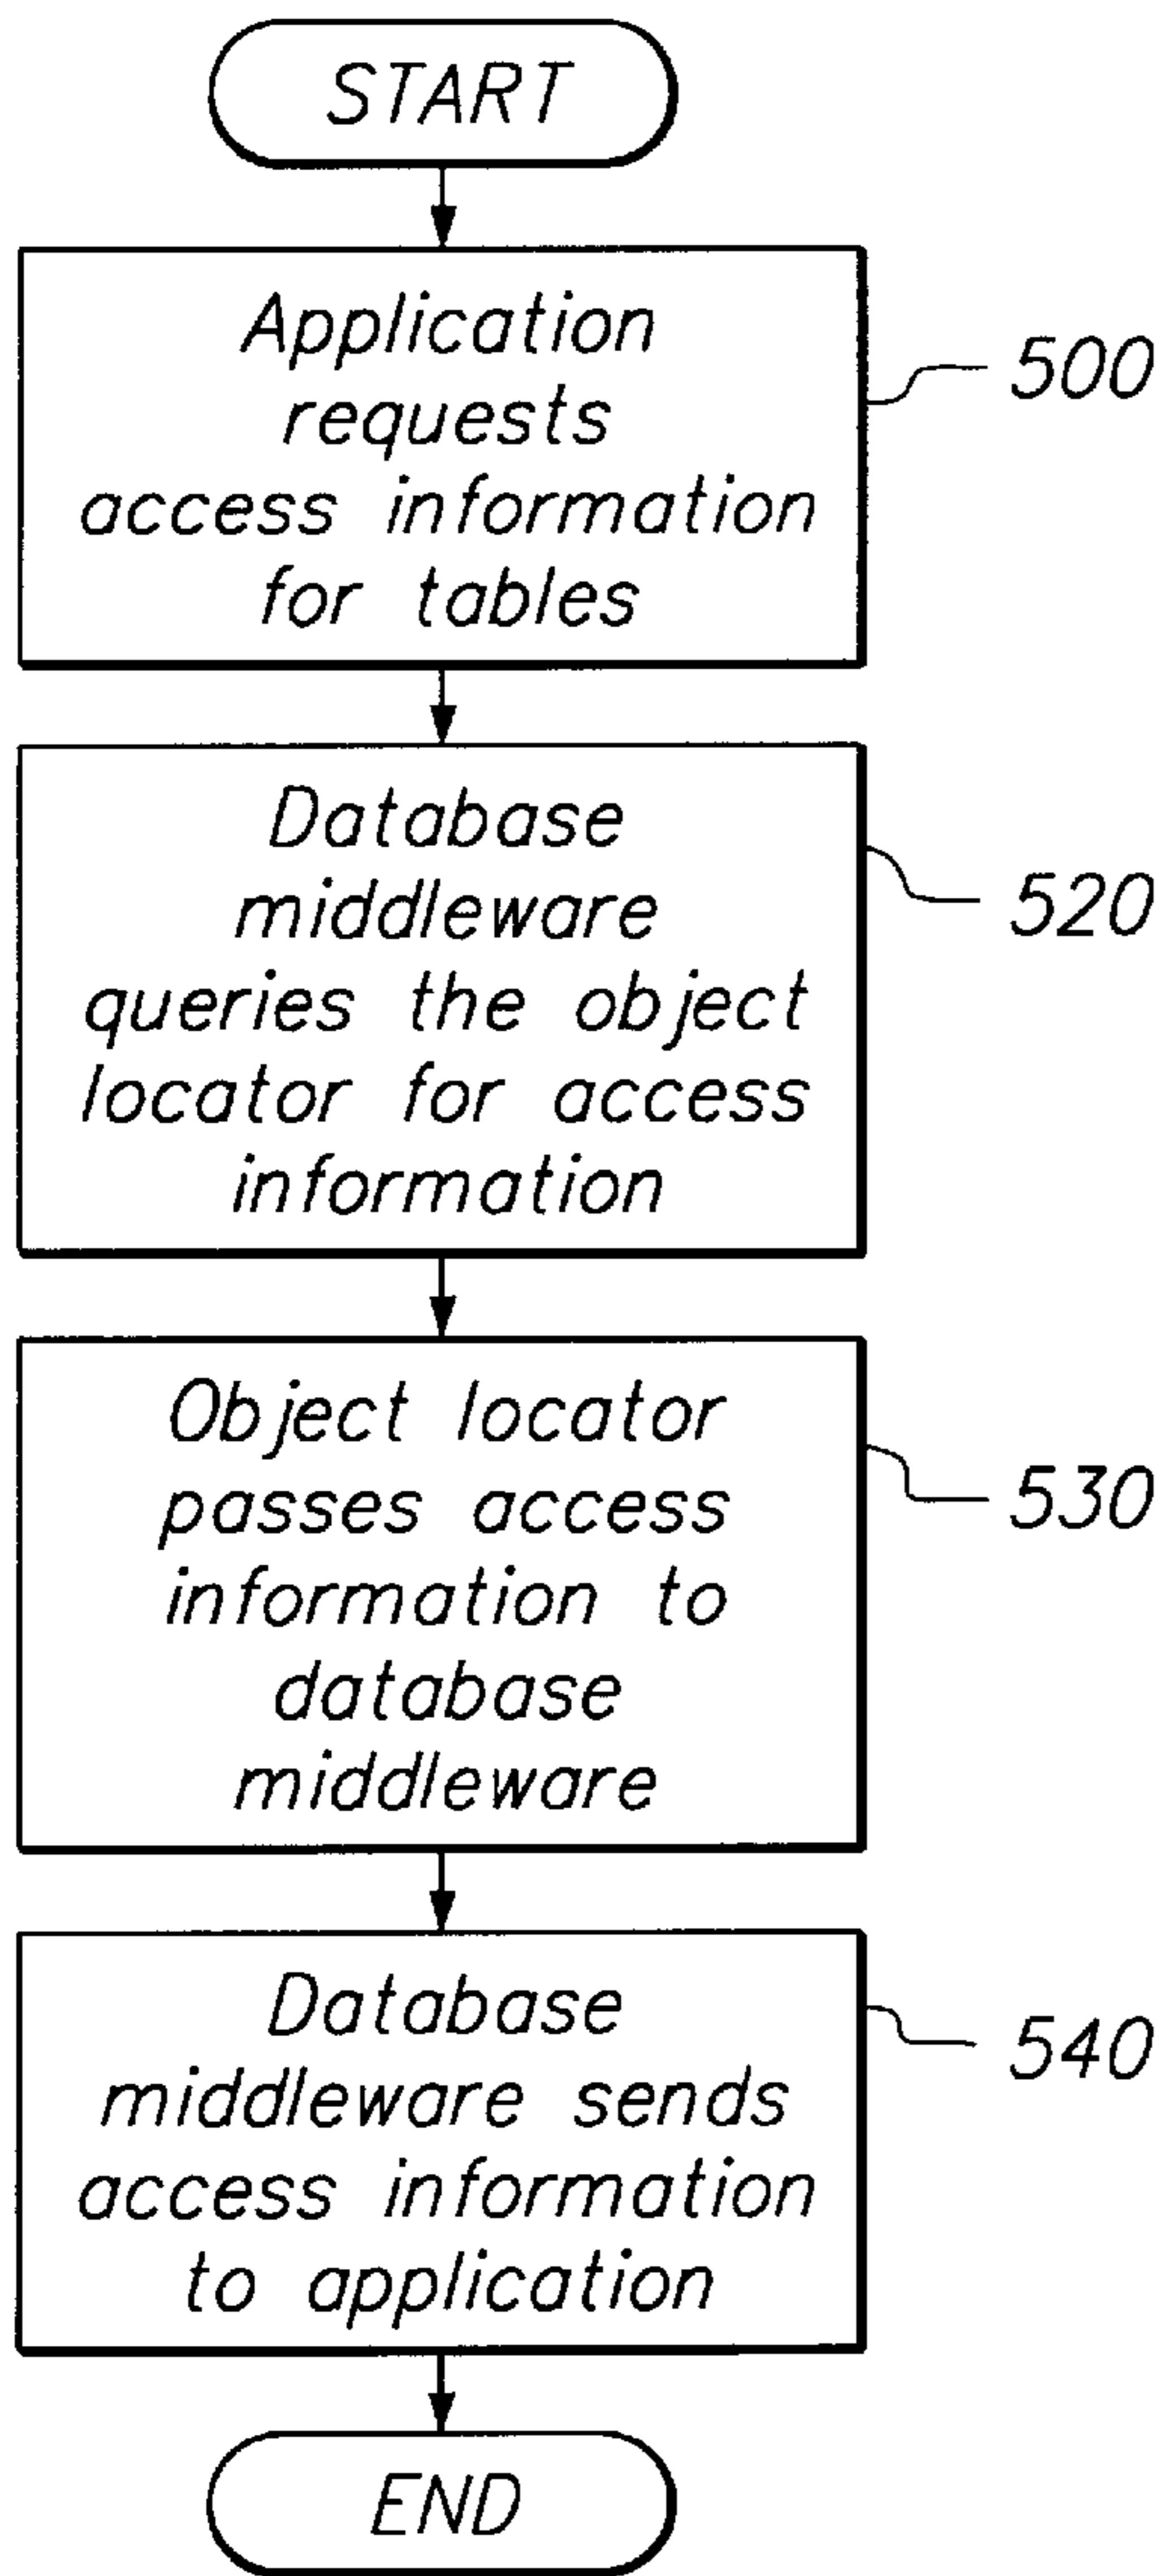 START
Application
requests
access information
for tables
500
Database
middleware
queries the object
locator for access
information
520
Object locator
passes access
information to
database
middleware
530
Database
middleware sends
access information
to application
540
END